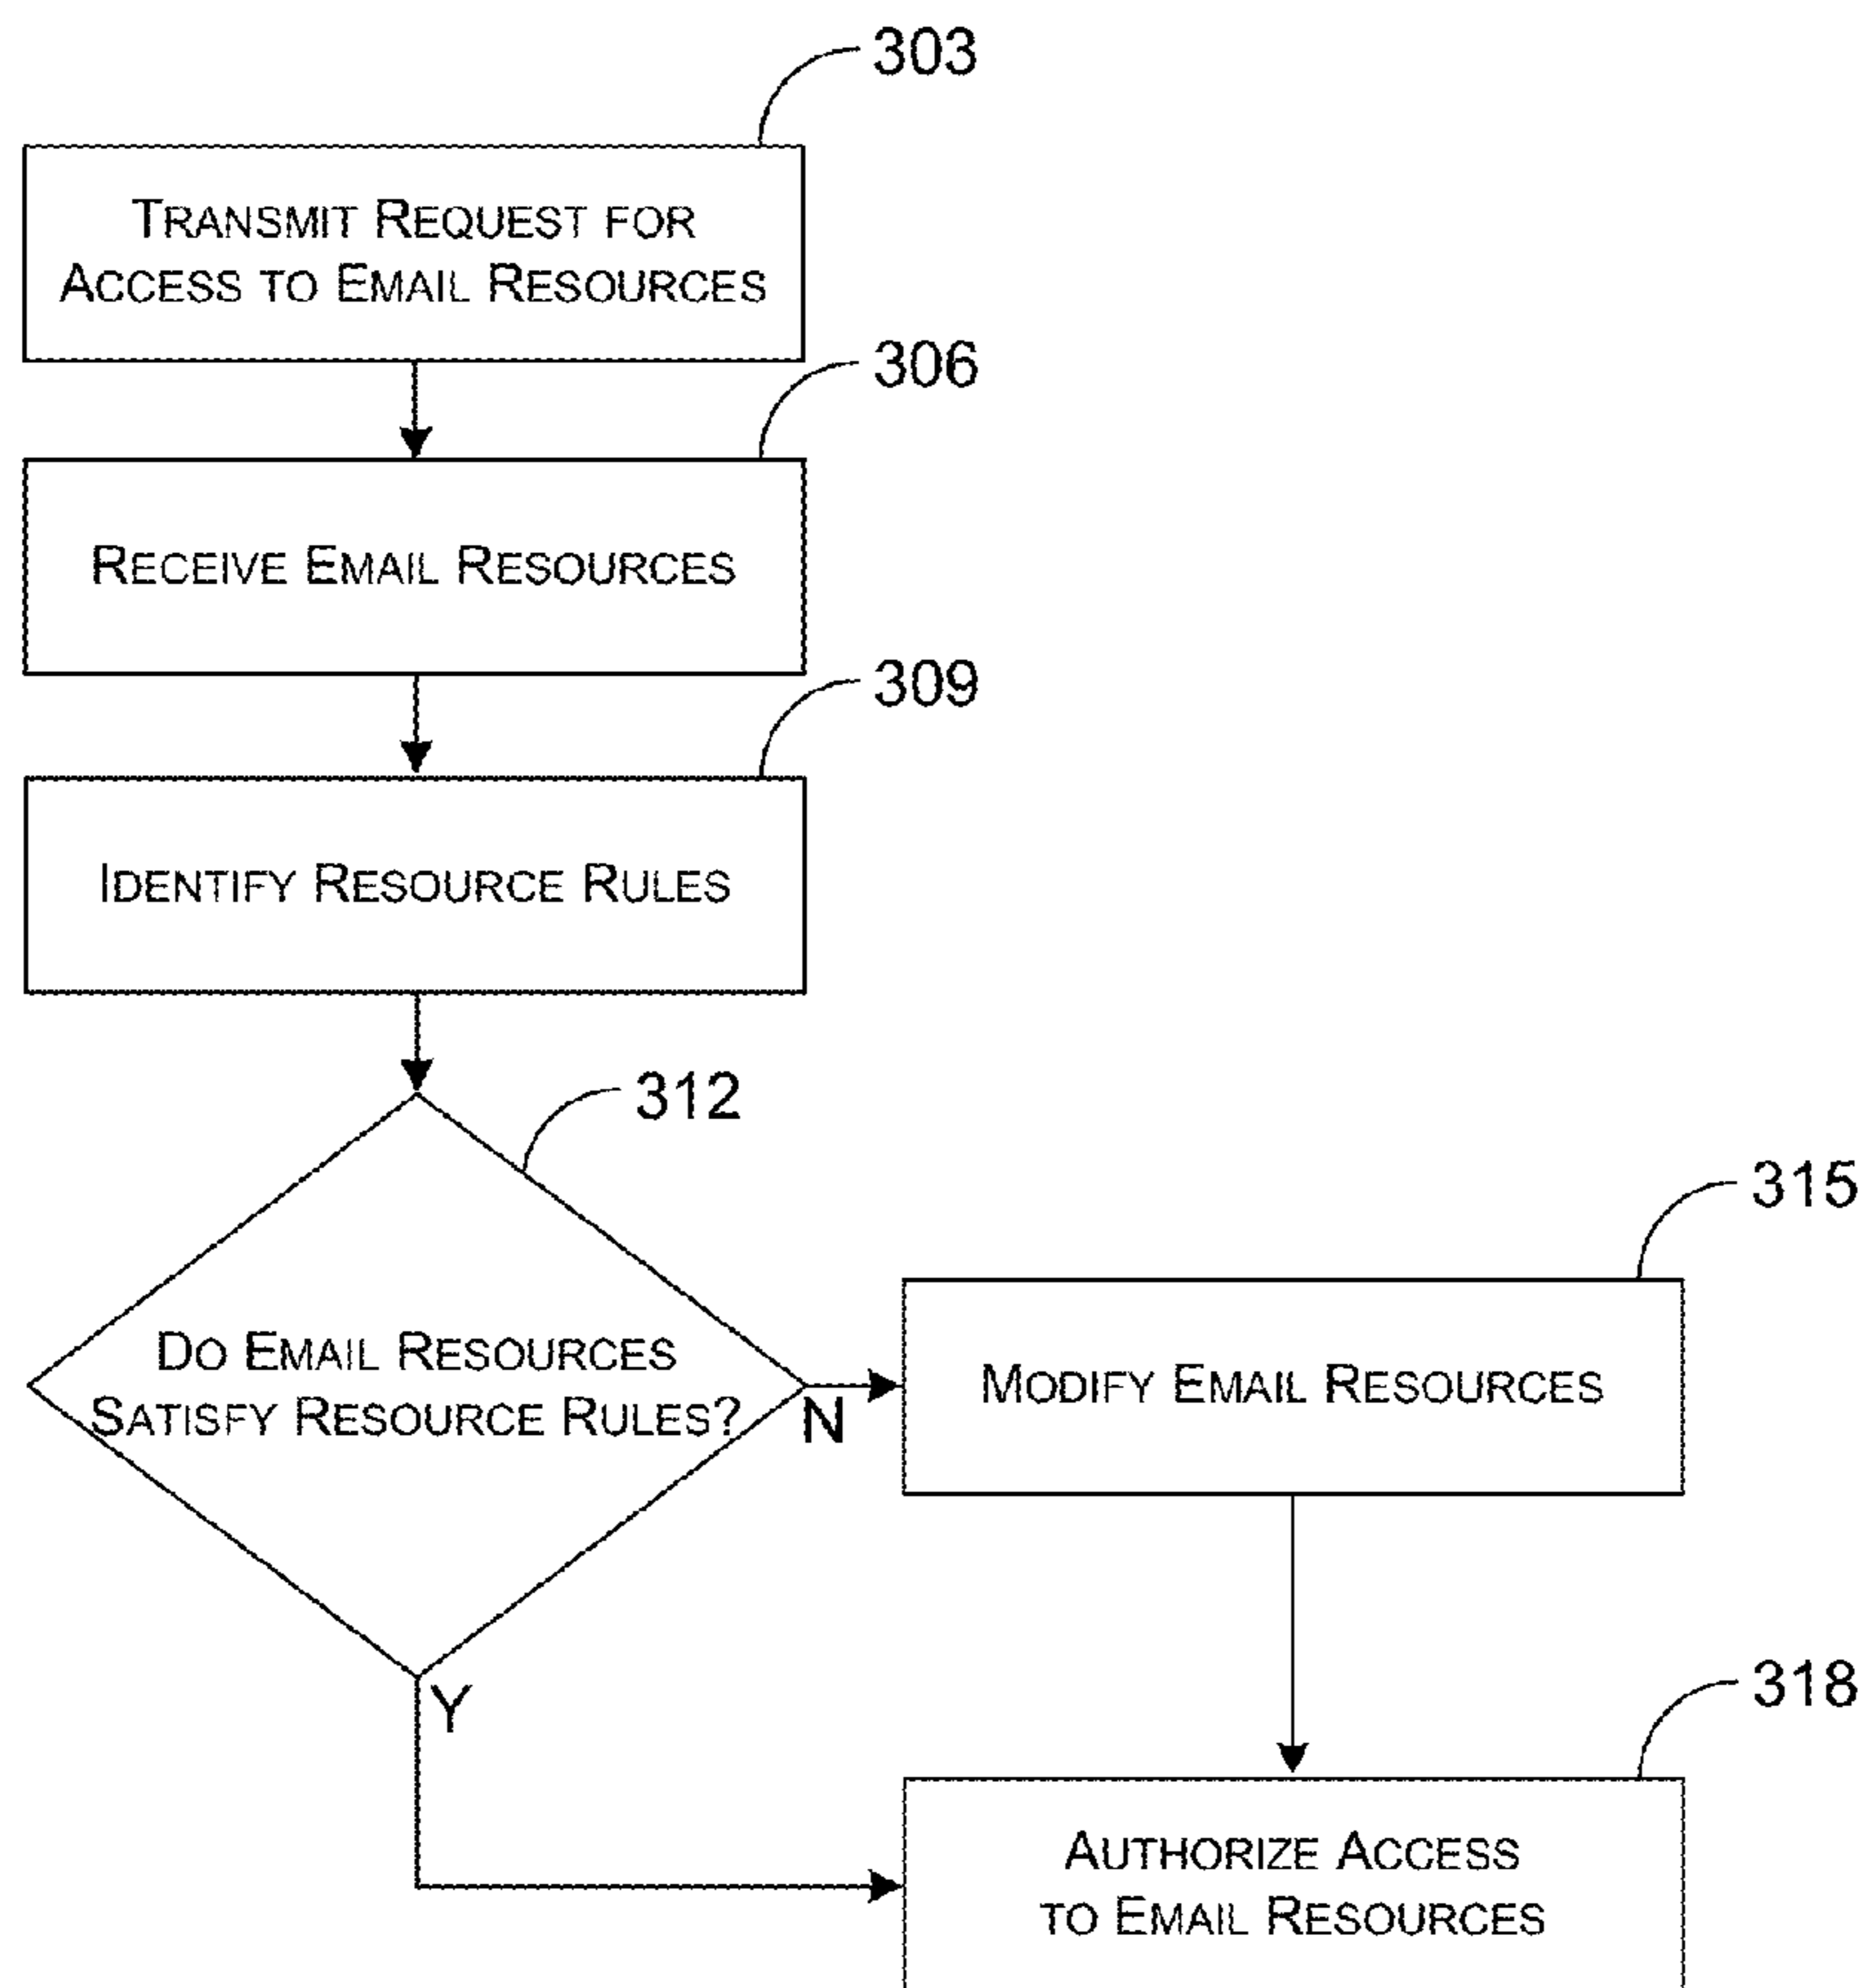 303
TRANSMIT REQUEST FOR
ACCESS TO EMAIL RESOURCES
306
RECEIVE EMAIL RESOURCES
309
IDENTIFY RESOURCE RULES
312
DO EMAIL RESOURCES
SATISFY RESOURCE RULES?
N
Y
315
MODIFY EMAIL RESOURCES
318
AUTHORIZE ACCESS
TO EMAIL RESOURCES